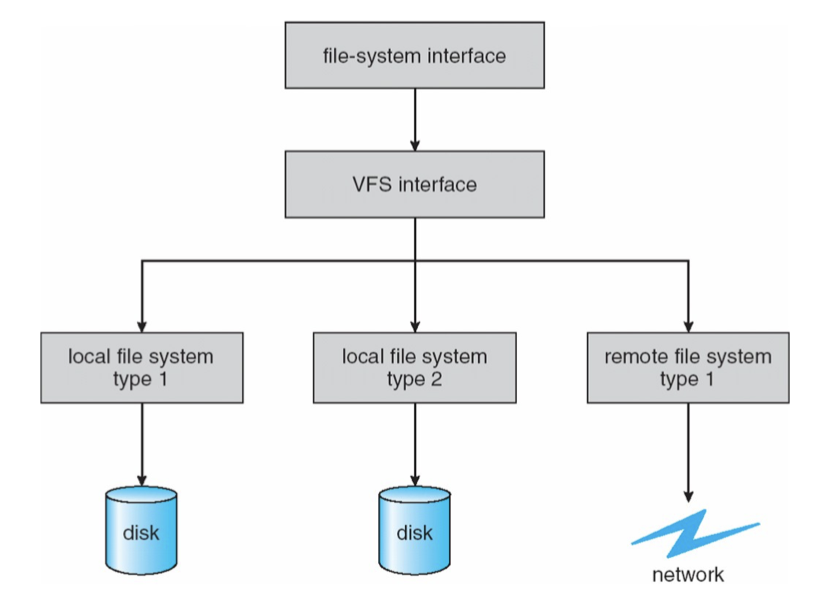 file-system interface
VFS interface
local file system
type 1
local file system
type 2
remote file system
type 1
disk
disk
network